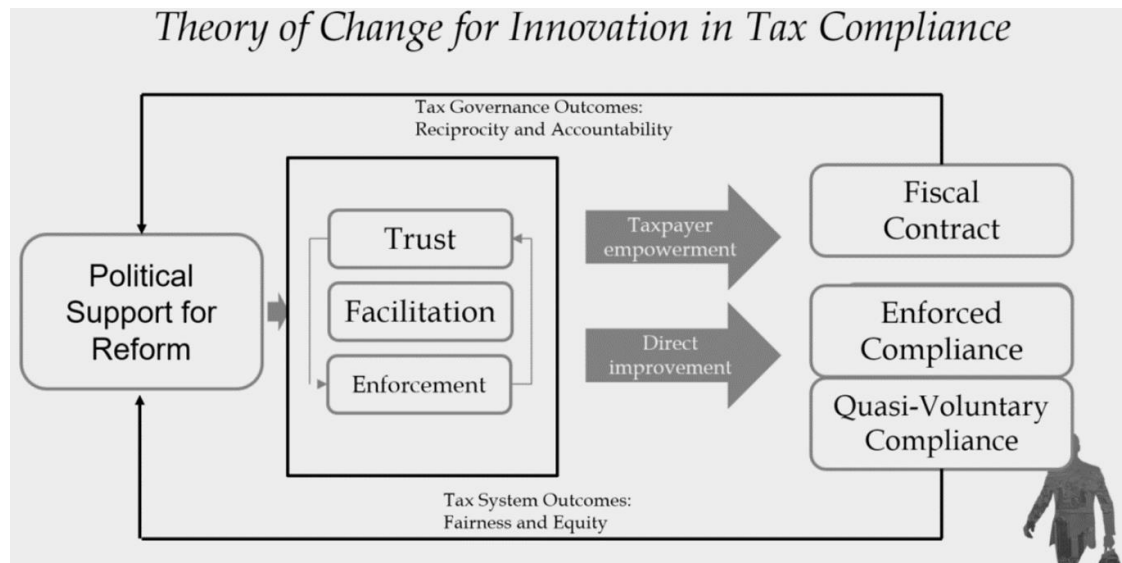 Theory of Change for Innovation in Tax Compliance
Tax Governance Outcomes:
Reciprocity and Accountability
Political
Support for
Reform
Trust
Facilitation
Enforcement
Taxpayer
empowerment
Direct
improvement
Fiscal
Contract
Enforced
Compliance
Quasi-Voluntary
Compliance
Tax System Outcomes:
Fairness and Equity